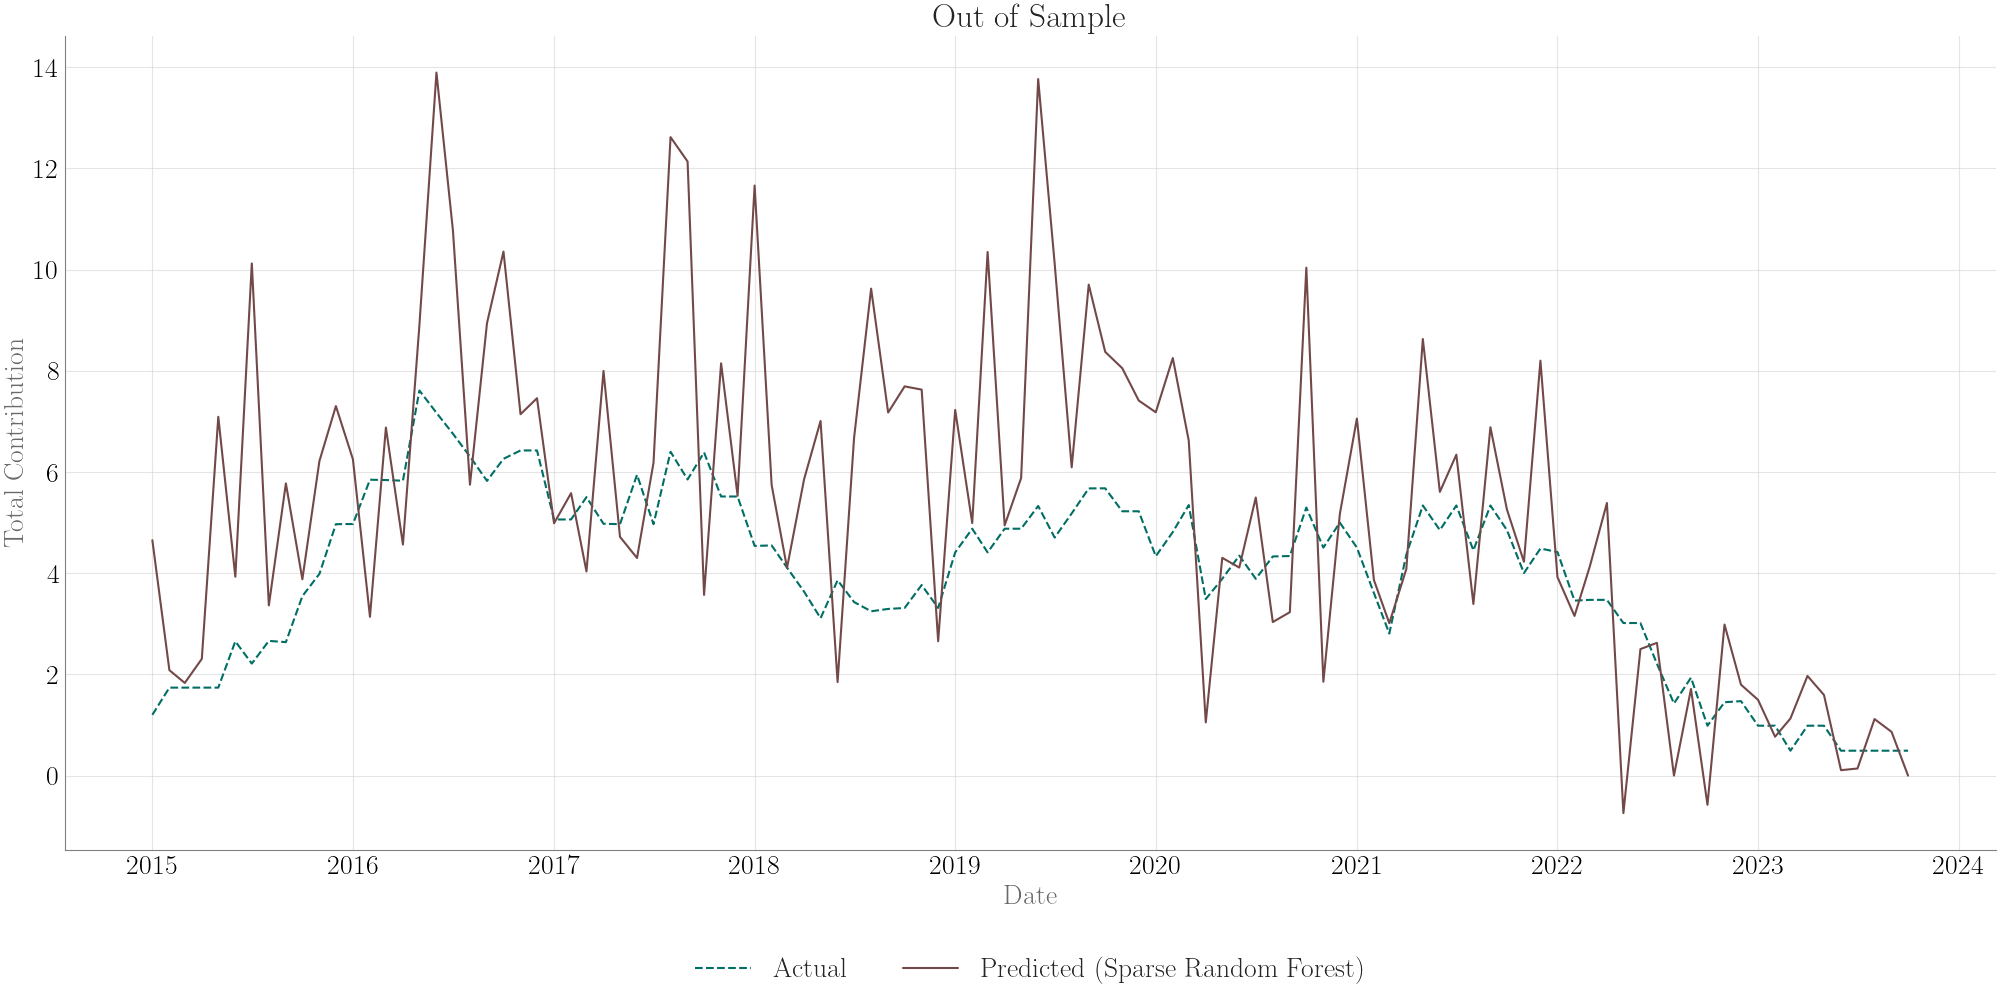 Out of Sample
14
12
10
8
6
4
2
0
Total Contribution
2015 2016 2017 2018 2019 2020 2021 2022 2023 2024
Date
Actual Predicted (Sparse Random Forest)